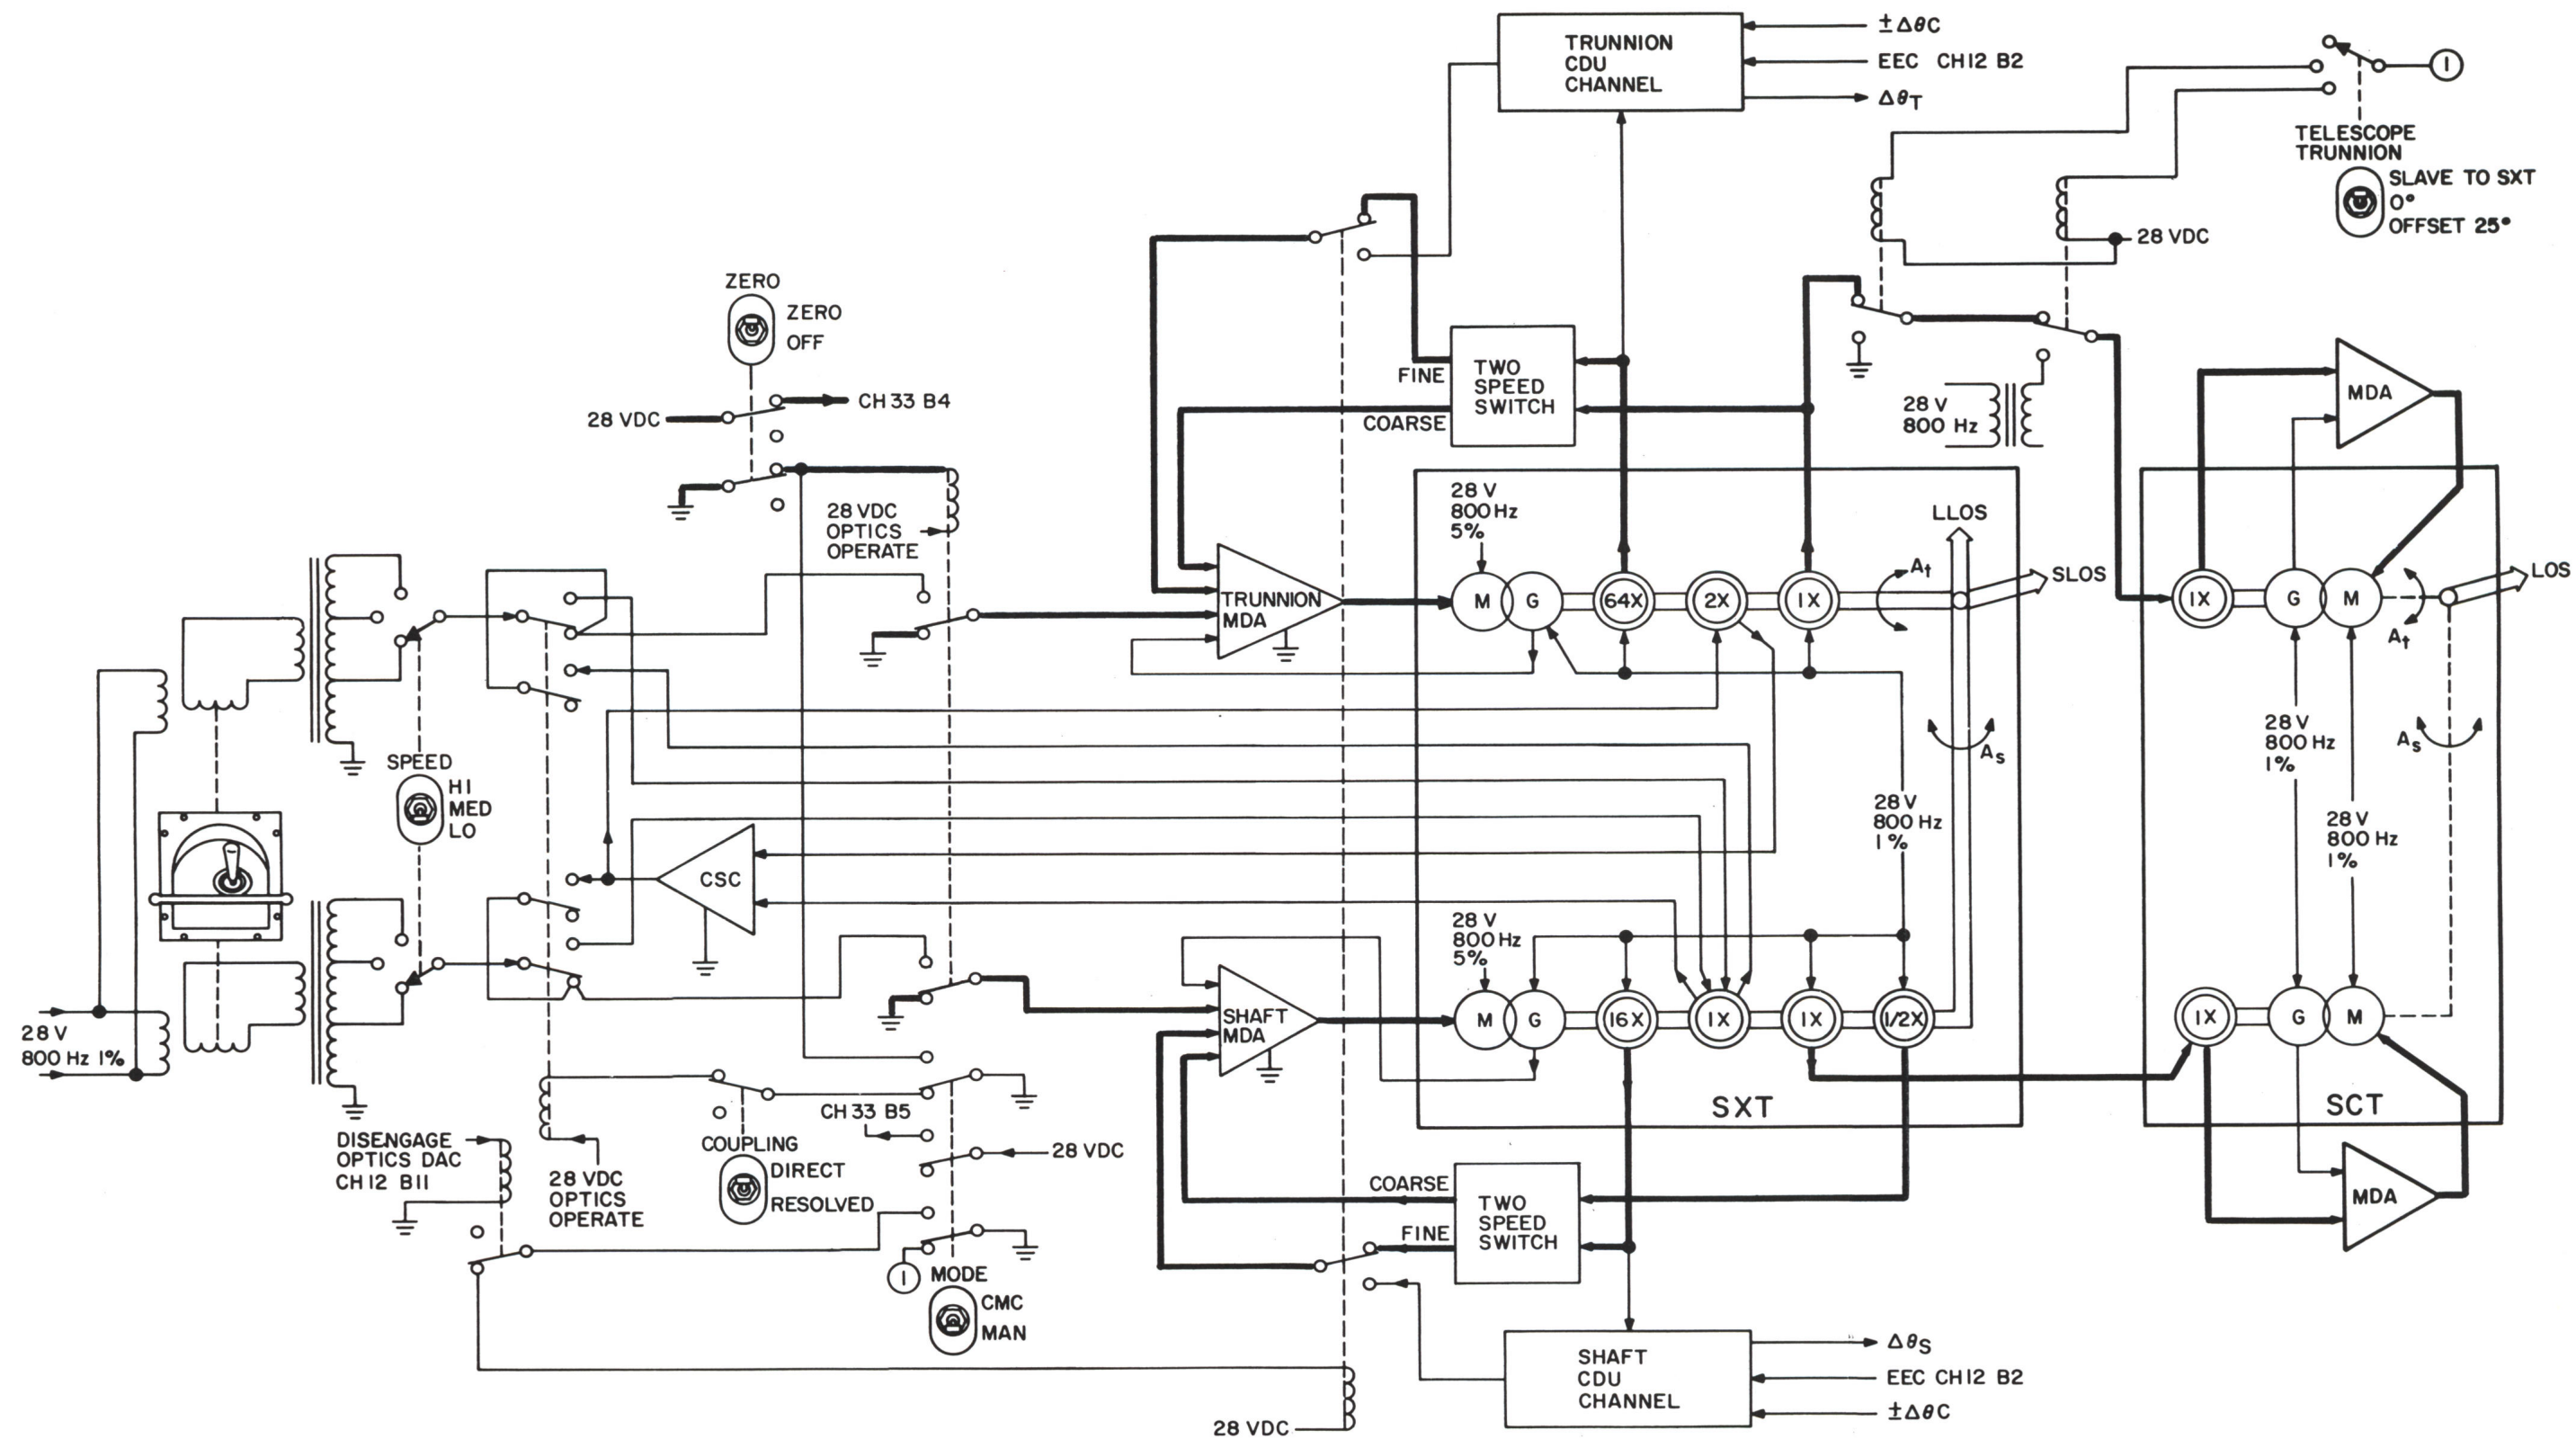 TRUNNION
CDU
CHANNEL
± ΔθC
EEC CH12 B2
ΔθT
1
TELESCOPE
TRUNNION
SLAVE TO SXT
0°
OFFSET 25°
28 VDC
ZERO
ZERO
OFF
28 VDC
CH 33 B4
FINE
COARSE
TWO
SPEED
SWITCH
28 V
800 Hz
MDA
28 VDC
OPTICS
OPERATE
TRUNNION
MDA
28 V
800 Hz
5%
M
G
64X
2X
1X
At
LLOS
SLOS
As
1X
G
M
At
LOS
As
28 V
800 Hz
1%
28 V
800 Hz
1%
28 V
800 Hz
1%
SPEED
HI
MED
LO
CSC
28 V
800 Hz 1%
SHAFT
MDA
28 V
800 Hz
5%
M
G
16X
1X
1X
1/2X
SXT
1X
G
M
SCT
MDA
DISENGAGE
OPTICS DAC
CH 12 B11
28 VDC
OPTICS
OPERATE
COUPLING
DIRECT
RESOLVED
CH 33 B5
28 VDC
1
MODE
CMC
MAN
COARSE
FINE
TWO
SPEED
SWITCH
SHAFT
CDU
CHANNEL
ΔθS
EEC CH12 B2
± ΔθC
28 VDC